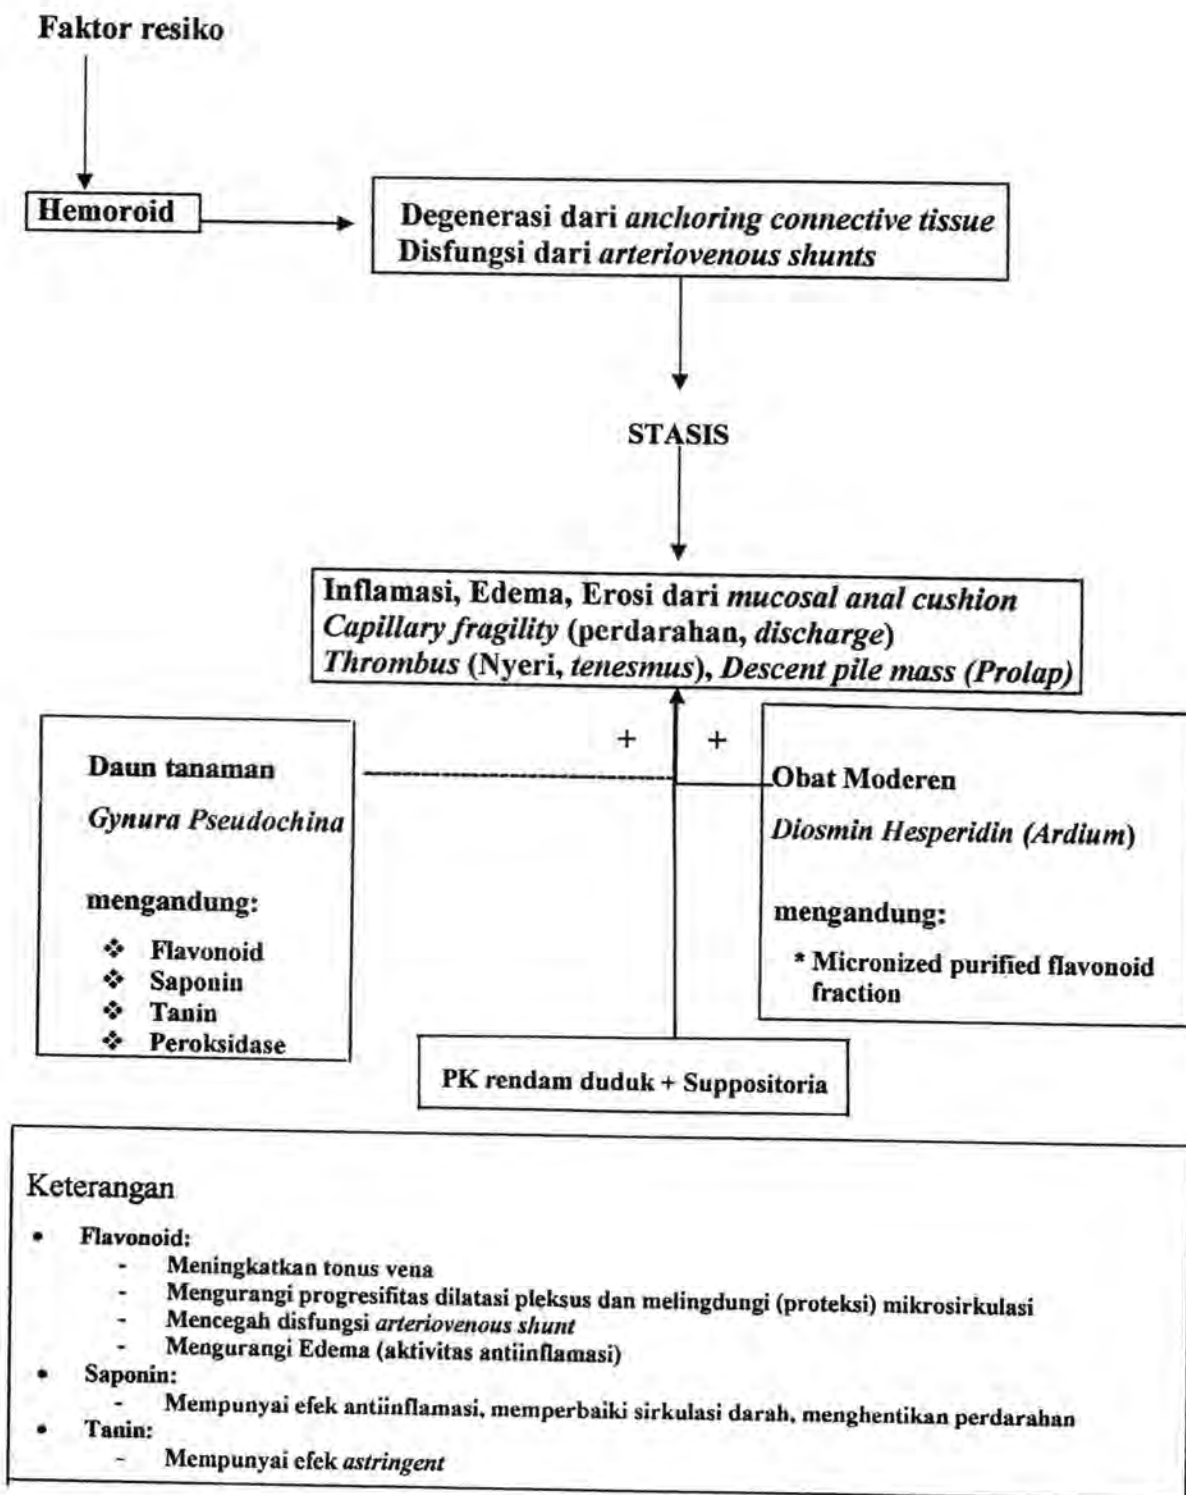 Faktor resiko
Hemoroid
Degenerasi dari anchoring connective tissue
Disfungsi dari arteriovenous shunts
STASIS
Inflamasi, Edema, Erosi dari mucosal anal cushion
Capillary fragility (perdarahan, discharge)
Thrombus (Nyeri, tenesmus), Descent pile mass (Prolap)
+ +
Daun tanaman
Gynura Pseudochina
mengandung:
❖ Flavonoid
❖ Saponin
❖ Tanin
❖ Peroksidase
Obat Moderen
Diosmin Hesperidin (Ardium)
mengandung:
* Micronized purified flavonoid
fraction
PK rendam duduk + Suppositoria
Keterangan
• Flavonoid:
- Meningkatkan tonus vena
- Mengurangi progresifitas dilatasi pleksus dan melingdungi (proteksi) mikrosirkulasi
- Mencegah disfungsi arteriovenous shunt
- Mengurangi Edema (aktivitas antiinflamasi)
• Saponin:
- Mempunyai efek antiinflamasi, memperbaiki sirkulasi darah, menghentikan perdarahan
• Tanin:
- Mempunyai efek astringent